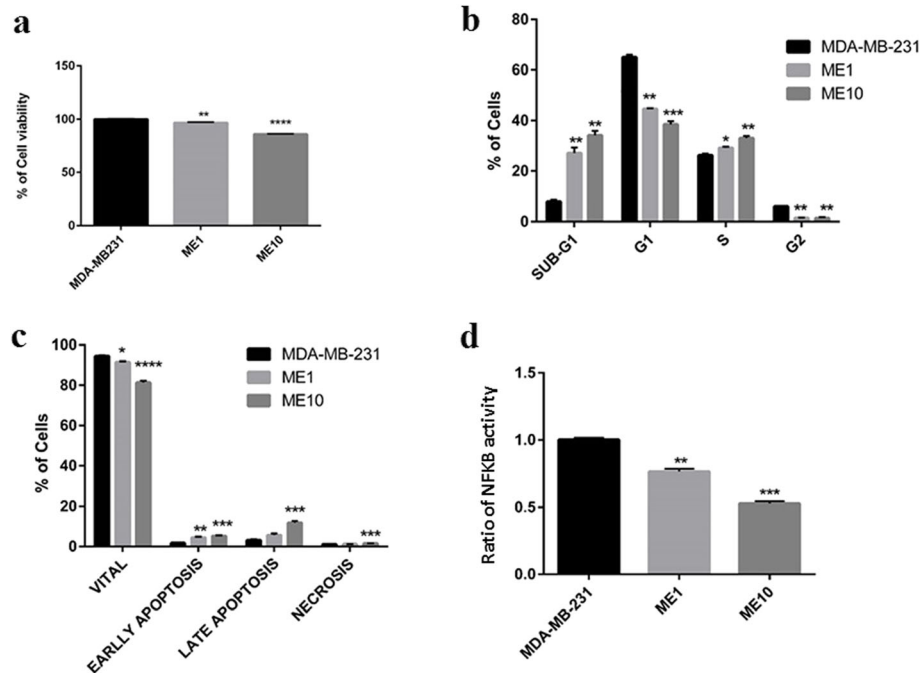 a
% of Cell viability
150
100
50
0
**
****
MDA-MB231
ME1
ME10
b
% of Cells
80
60
40
20
0
MDA-MB-231
ME1
ME10
** **
** ***
* **
** **
SUB-G1
G1
S
G2
c
% of Cells
100
80
60
40
20
0
MDA-MB-231
ME1
ME10
* ****
** ***
***
***
VITAL
EARLLY APOPTOSIS
LATE APOPTOSIS
NECROSIS
d
Ratio of NFKB activity
1.5
1.0
0.5
0.0
**
***
MDA-MB-231
ME1
ME10